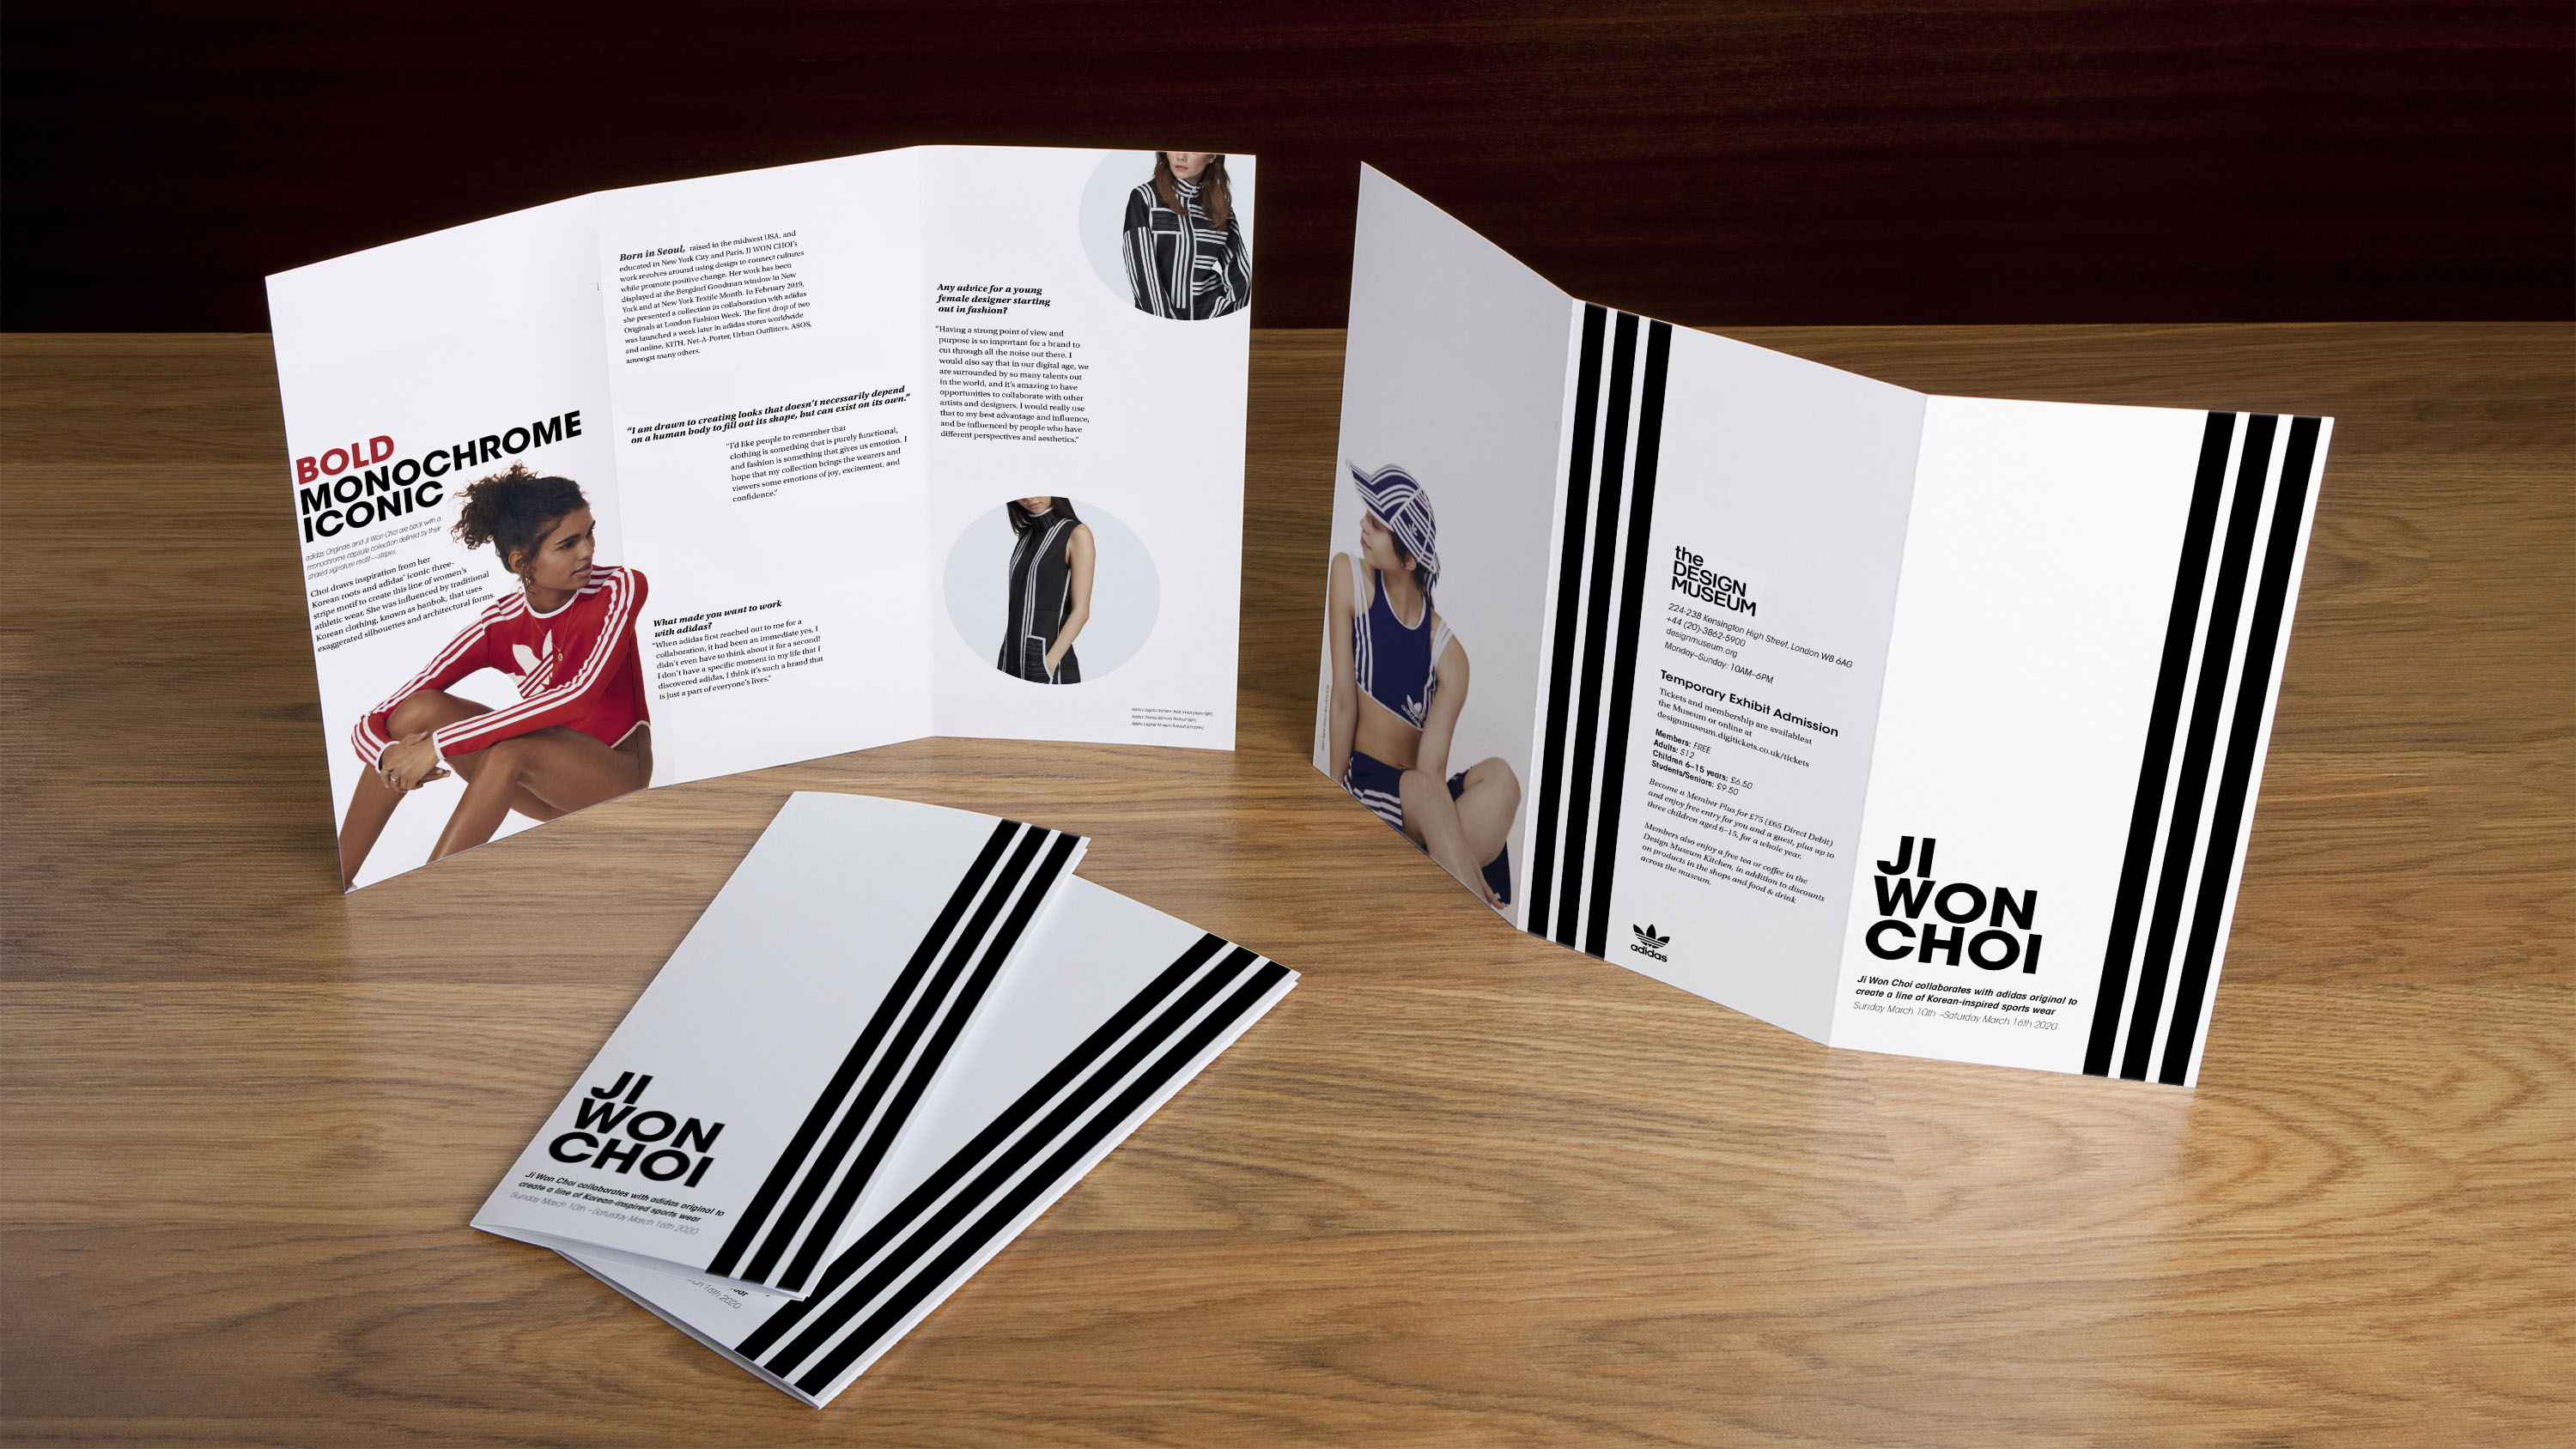 BOLD
MONOCHROME
ICONIC
adidas Originals and Ji Won Choi are back with a
monochrome capsule collection defined by their
shared signature motif—stripes.
Choi draws inspiration from her
Korean roots and adidas' iconic three-
stripe motif to create this line of women's
athletic wear. She was influenced by traditional
Korean clothing, known as hanbok, that uses
exaggerated silhouettes and architectural forms.
Born in Seoul, raised in the midwest USA, and
educated in New York City and Paris, JI WON CHOI's
work revolves around using design to connect cultures
while promote positive change. Her work has been
displayed at the Bergdorf Goodman window in New
York and at New York Textile Month. In February 2019,
she presented a collection in collaboration with adidas
Originals at London Fashion Week. The first drop of two
was launched a week later in adidas stores worldwide
and online, KITH, Net-A-Porter, Urban Outfitters, ASOS,
amongst many others.
"I am drawn to creating looks that doesn't necessarily depend
on a human body to fill out its shape, but can exist on its own."
"I'd like people to remember that
clothing is something that is purely functional,
and fashion is something that gives us emotion. I
hope that my collection brings the wearers and
viewers some emotions of joy, excitement, and
confidence."
What made you want to work
with adidas?
"When adidas first reached out to me for a
collaboration, it had been an immediate yes, I
didn't even have to think about it for a second!
I don't have a specific moment in my life that I
discovered adidas, I think it's such a brand that
is just a part of everyone's lives."
Any advice for a young
female designer starting
out in fashion?
"Having a strong point of view and
purpose is so important for a brand to
cut through all the noise out there. I
would also say that in our digital age, we
are surrounded by so many talents out
in the world, and it's amazing to have
opportunities to collaborate with other
artists and designers. I would really use
that to my best advantage and influence,
and be influenced by people who have
different perspectives and aesthetics."
the
DESIGN
MUSEUM
224-238 Kensington High Street, London W8 6AG
+44 (20)-3862-5900
designmuseum.org
Monday–Sunday: 10AM–6PM
Temporary Exhibit Admission
Tickets and membership are availableat
the Museum or online at
designmuseum.digitickets.co.uk/tickets
Members: FREE
Adults: $12
Children 6–15 years: £6.50
Students/Seniors: £9.50
Become a Member Plus for £75 (£65 Direct Debit)
and enjoy free entry for you and a guest, plus up to
three children aged 6–15, for a whole year.
Members also enjoy a free tea or coffee in the
Design Museum Kitchen, in addition to discounts
on products in the shops and food & drink
across the museum.
adidas
JI
WON
CHOI
Ji Won Choi collaborates with adidas original to
create a line of Korean-inspired sports wear
Sunday March 10th –Saturday March 16th 2020
JI
WON
CHOI
Ji Won Choi collaborates with adidas original to
create a line of Korean-inspired sports wear
Sunday March 10th –Saturday March 16th 2020
16th 2020